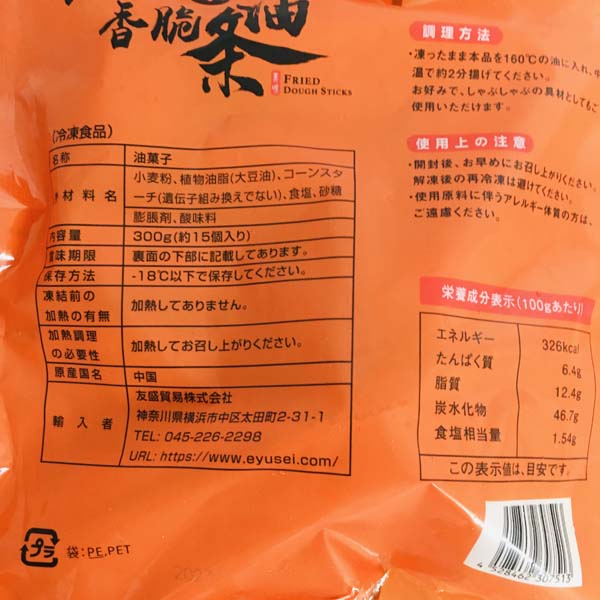 香脆油条
FRIED
DOUGH STICKS
調理方法
・凍ったまま本品を160℃の油に入れ、中
温で約2分揚げてください。
お好みで、しゃぶしゃぶの具材としてもご
使用いただけます。
使用上の注意
・開封後、お早めにお召し上がりください。
解凍後の再冷凍は避けてください。
・使用原料に伴うアレルギー体質の方は、
ご遠慮ください。
(冷凍食品)
名称 油菓子
材料名 小麦粉、植物油脂(大豆油)、コーンスタ
ーチ(遺伝子組み換えでない)、食塩、砂糖
膨脹剤、酸味料
内容量 300g(約15個入り)
賞味期限 裏面の下部に記載してあります。
保存方法 -18℃以下で保存してください。
凍結前の
加熱の有無 加熱してありません。
加熱調理
の必要性 加熱してお召し上がりください。
原産国名 中国
輸入者 友盛貿易株式会社
神奈川県横浜市中区太田町2-31-1
TEL: 045-226-2298
URL: https://www.eyusei.com/
栄養成分表示(100gあたり)
エネルギー 326kcal
たんぱく質 6.4g
脂質 12.4g
炭水化物 46.7g
食塩相当量 1.54g
この表示値は、目安です。
プラ
袋:PE,PET
4 528462 307513